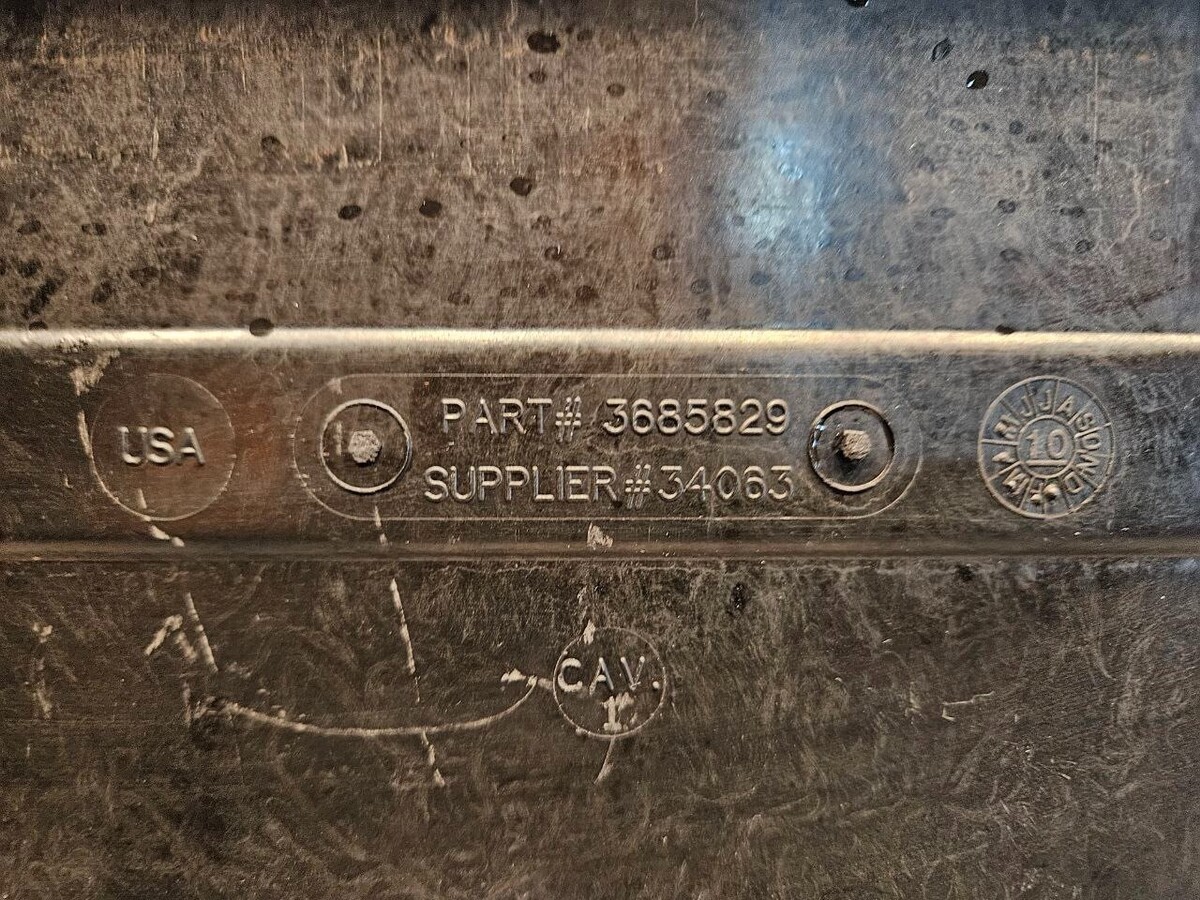 USA
PART# 3685829
SUPPLIER#34063
J F M A M J J A S O N D
10
CAV.
1